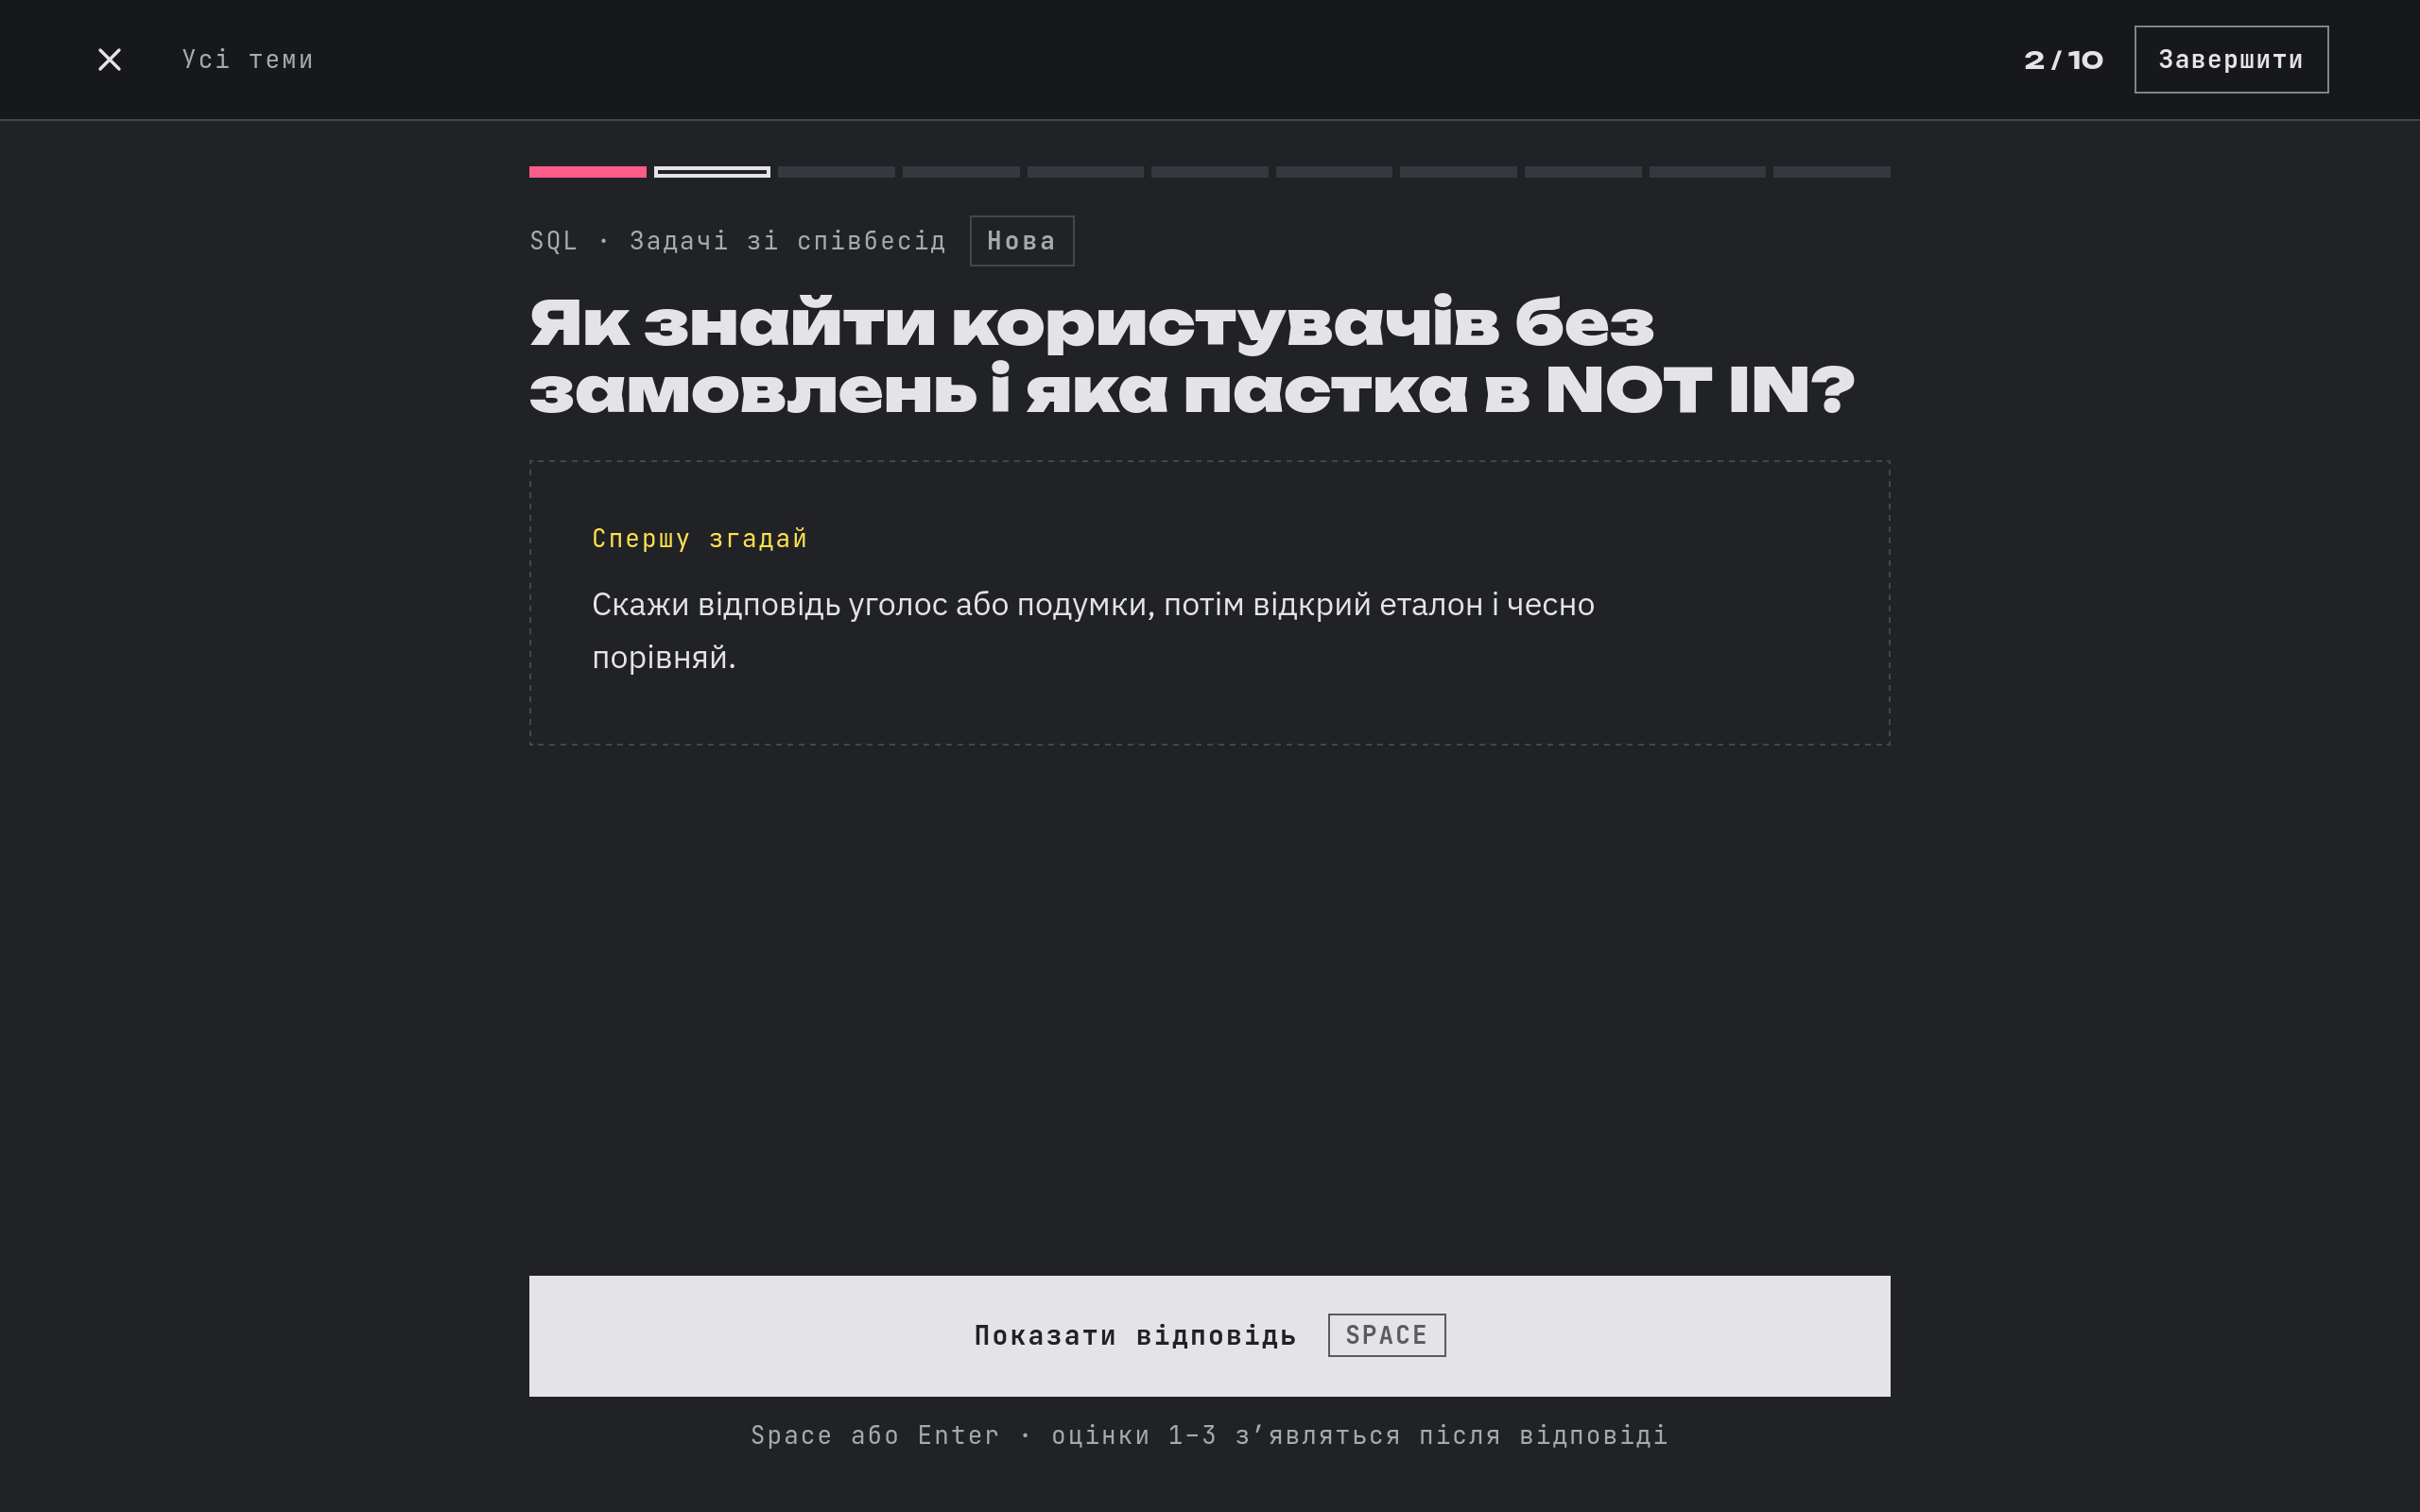 Усі теми
2 / 10
Завершити
SQL · Задачі зі співбесід
Нова
Як знайти користувачів без
замовлень і яка пастка в NOT IN?
Спершу згадай
Скажи відповідь уголос або подумки, потім відкрий еталон і чесно
порівняй.
Показати відповідь SPACE
Space або Enter · оцінки 1–3 з’являться після відповіді